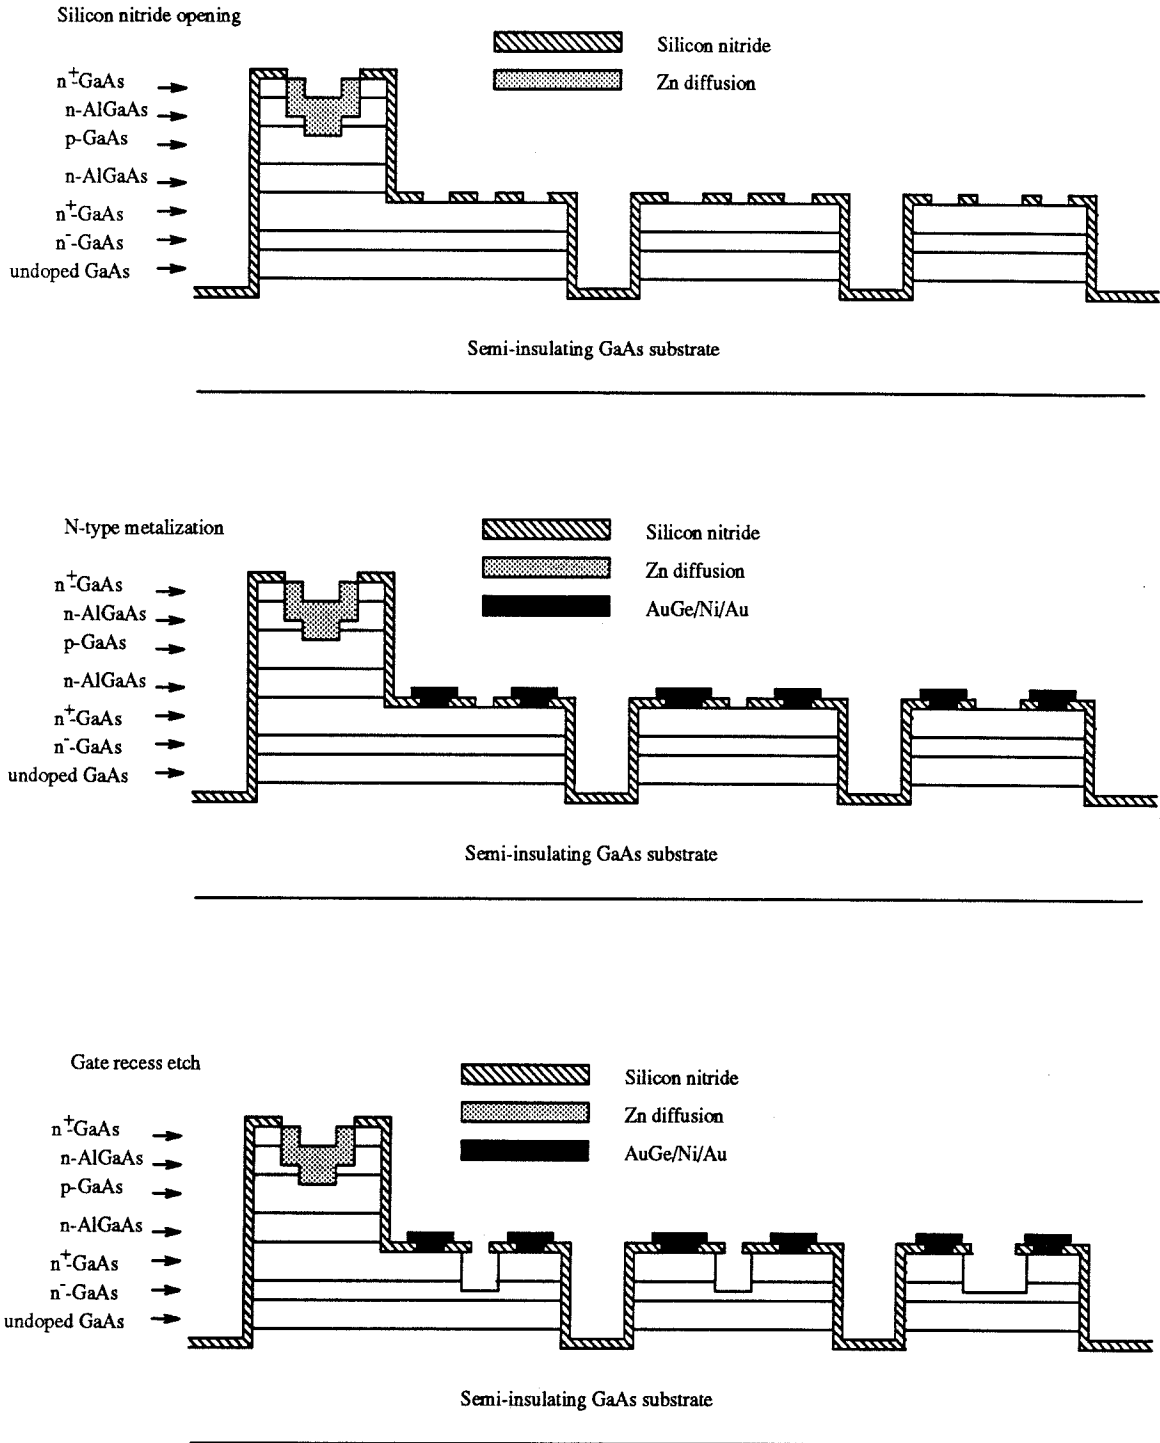 Silicon nitride opening
Silicon nitride
Zn diffusion
n+-GaAs
n-AlGaAs
p-GaAs
n-AlGaAs
n+-GaAs
n–-GaAs
undoped GaAs
Semi-insulating GaAs substrate
N-type metalization
Silicon nitride
Zn diffusion
AuGe/Ni/Au
n+-GaAs
n-AlGaAs
p-GaAs
n-AlGaAs
n+-GaAs
n–-GaAs
undoped GaAs
Semi-insulating GaAs substrate
Gate recess etch
Silicon nitride
Zn diffusion
AuGe/Ni/Au
n+-GaAs
n-AlGaAs
p-GaAs
n-AlGaAs
n+-GaAs
n–-GaAs
undoped GaAs
Semi-insulating GaAs substrate